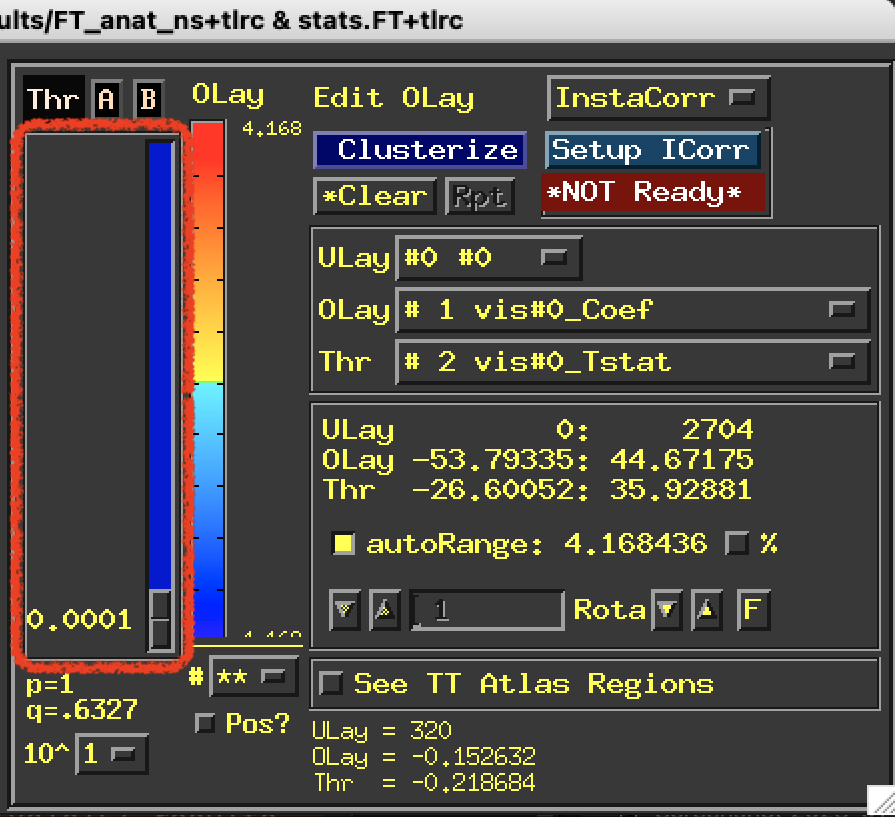 ults/FT_anat_ns+tlrc & stats.FT+tlrc
Thr A B OLay Edit OLay InstaCorr
4.168
Clusterize Setup ICorr
*Clear Rpt *NOT Ready*
ULay #0 #0
OLay # 1 vis#0_Coef
Thr # 2 vis#0_Tstat
ULay 0: 2704
OLay -53.79335: 44.67175
Thr -26.60052: 35.92881
autoRange: 4.168436 %
1 Rota F
0.0001
# **
See TT Atlas Regions
p=1
q=.6327
Pos?
10^ 1
ULay = 320
OLay = -0.152632
Thr = -0.218684